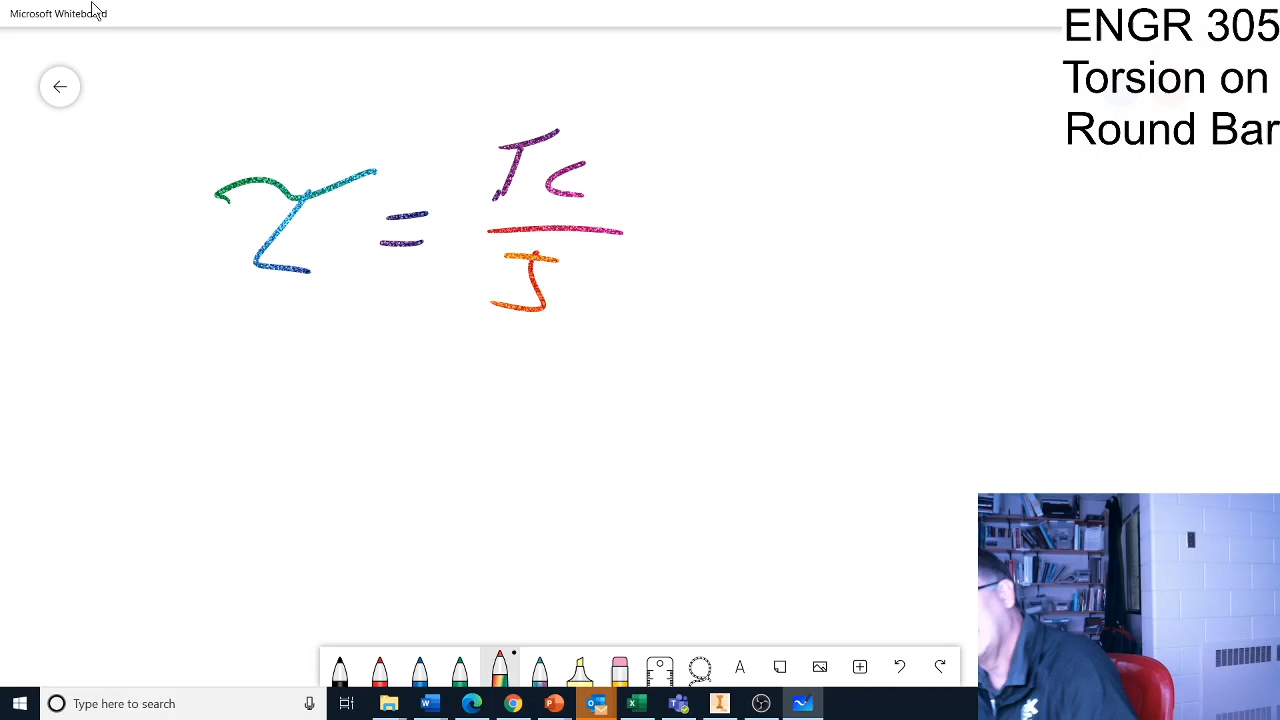 Microsoft Whiteboard
ENGR 305
Torsion on
Round Bar
τ = Tc
J
A
Type here to search